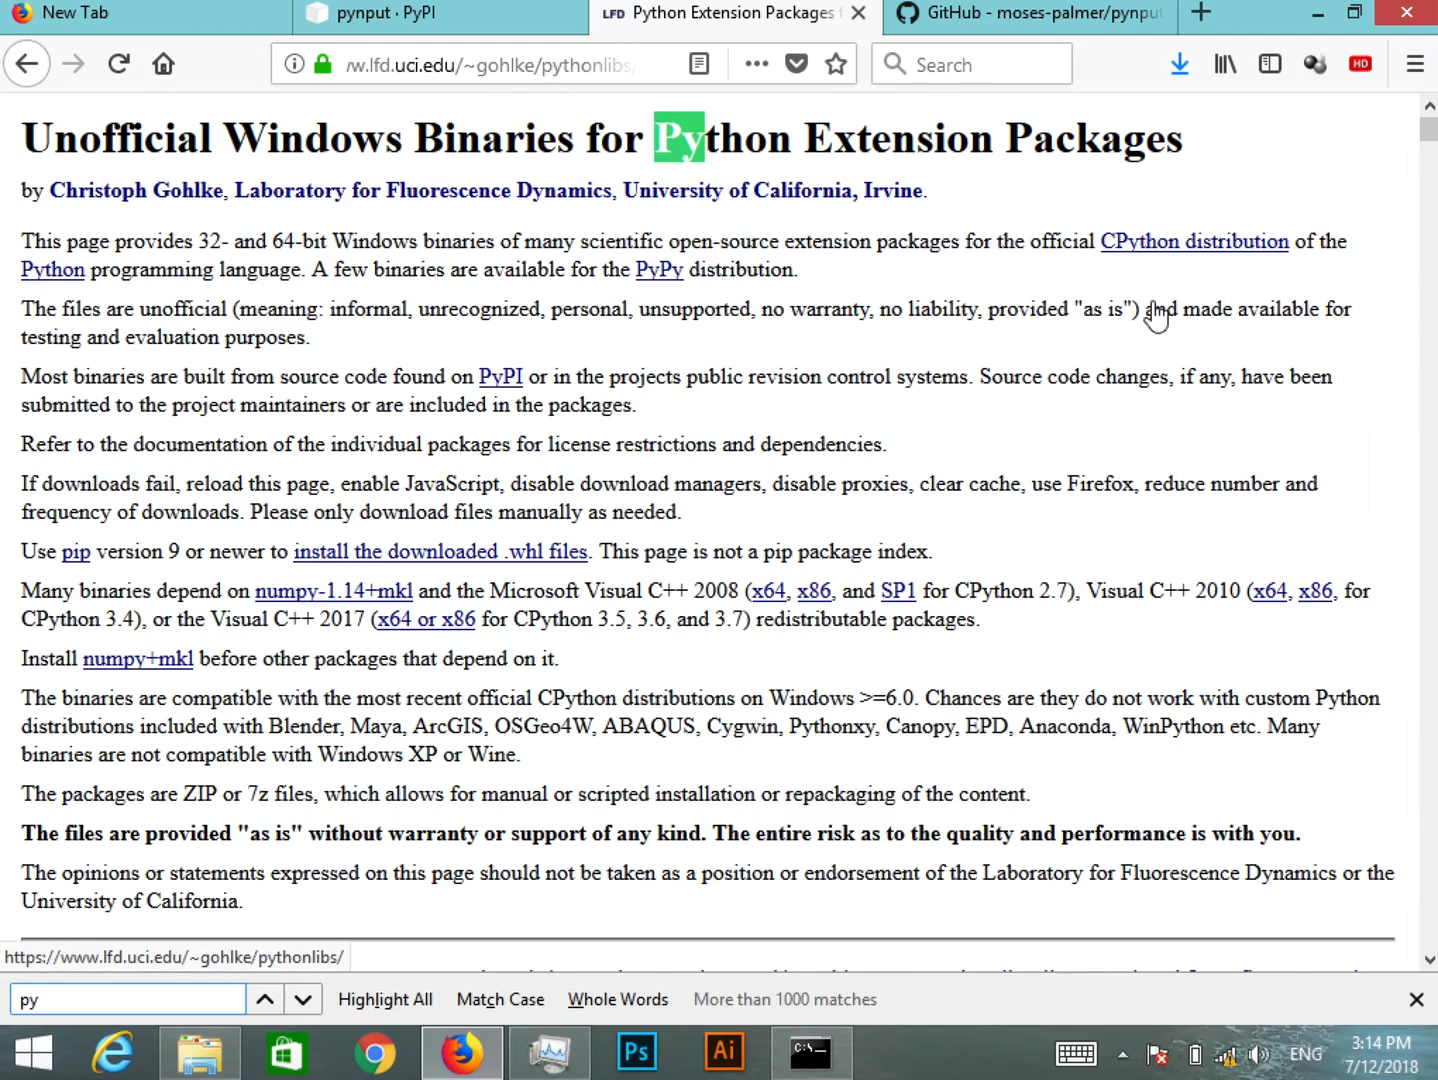 New Tab
pynput · PyPI
LFD Python Extension Packages f
GitHub - moses-palmer/pynput
w.lfd.uci.edu/~gohlke/pythonlibs/
Search
HD
Unofficial Windows Binaries for Python Extension Packages
by Christoph Gohlke, Laboratory for Fluorescence Dynamics, University of California, Irvine.
This page provides 32- and 64-bit Windows binaries of many scientific open-source extension packages for the official CPython distribution of the
Python programming language. A few binaries are available for the PyPy distribution.
The files are unofficial (meaning: informal, unrecognized, personal, unsupported, no warranty, no liability, provided "as is") and made available for
testing and evaluation purposes.
Most binaries are built from source code found on PyPI or in the projects public revision control systems. Source code changes, if any, have been
submitted to the project maintainers or are included in the packages.
Refer to the documentation of the individual packages for license restrictions and dependencies.
If downloads fail, reload this page, enable JavaScript, disable download managers, disable proxies, clear cache, use Firefox, reduce number and
frequency of downloads. Please only download files manually as needed.
Use pip version 9 or newer to install the downloaded .whl files. This page is not a pip package index.
Many binaries depend on numpy-1.14+mkl and the Microsoft Visual C++ 2008 (x64, x86, and SP1 for CPython 2.7), Visual C++ 2010 (x64, x86, for
CPython 3.4), or the Visual C++ 2017 (x64 or x86 for CPython 3.5, 3.6, and 3.7) redistributable packages.
Install numpy+mkl before other packages that depend on it.
The binaries are compatible with the most recent official CPython distributions on Windows >=6.0. Chances are they do not work with custom Python
distributions included with Blender, Maya, ArcGIS, OSGeo4W, ABAQUS, Cygwin, Pythonxy, Canopy, EPD, Anaconda, WinPython etc. Many
binaries are not compatible with Windows XP or Wine.
The packages are ZIP or 7z files, which allows for manual or scripted installation or repackaging of the content.
The files are provided "as is" without warranty or support of any kind. The entire risk as to the quality and performance is with you.
The opinions or statements expressed on this page should not be taken as a position or endorsement of the Laboratory for Fluorescence Dynamics or the
University of California.
https://www.lfd.uci.edu/~gohlke/pythonlibs/
py
Highlight All
Match Case
Whole Words
More than 1000 matches
Ps
Ai
C:\_
ENG
3:14 PM
7/12/2018